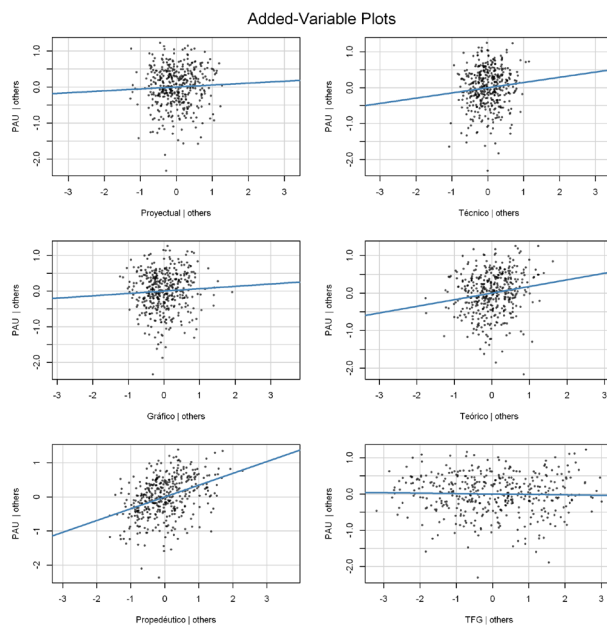 Added-Variable Plots
PAU | others
1.0
0.0
-1.0
-2.0
-3 -2 -1 0 1 2 3
Proyectual | others
PAU | others
1.0
0.0
-1.0
-2.0
-3 -2 -1 0 1 2 3
Técnico | others
PAU | others
1.0
0.0
-1.0
-2.0
-3 -2 -1 0 1 2 3
Gráfico | others
PAU | others
1.0
0.0
-1.0
-2.0
-3 -2 -1 0 1 2 3
Teórico | others
PAU | others
1
0
-1
-2
-3 -2 -1 0 1 2 3
Propedéutico | others
PAU | others
1.0
0.0
-1.0
-2.0
-3 -2 -1 0 1 2 3
TFG | others